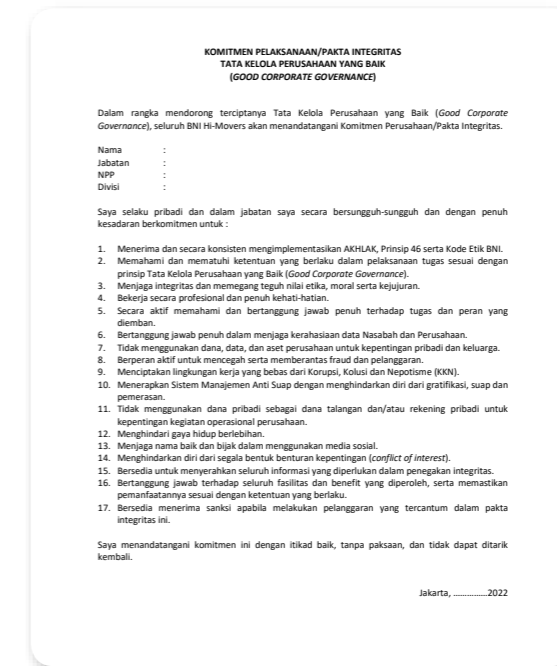 KOMITMEN PELAKSANAAN/PAKTA INTEGRITAS
TATA KELOLA PERUSAHAAN YANG BAIK
(GOOD CORPORATE GOVERNANCE)
Dalam rangka mendorong terciptanya Tata Kelola Perusahaan yang Baik (Good Corporate
Governance), seluruh BNI Hi-Movers akan menandatangani Komitmen Perusahaan/Pakta Integritas.
Nama :
Jabatan :
NPP :
Divisi :
Saya selaku pribadi dan dalam jabatan saya secara bersungguh-sungguh dan dengan penuh
kesadaran berkomitmen untuk :
1. Menerima dan secara konsisten mengimplementasikan AKHLAK, Prinsip 46 serta Kode Etik BNI.
2. Memahami dan mematuhi ketentuan yang berlaku dalam pelaksanaan tugas sesuai dengan
prinsip Tata Kelola Perusahaan yang Baik (Good Corporate Governance).
3. Menjaga integritas dan memegang teguh nilai etika, moral serta kejujuran.
4. Bekerja secara profesional dan penuh kehati-hatian.
5. Secara aktif memahami dan bertanggung jawab penuh terhadap tugas dan peran yang
diemban.
6. Bertanggung jawab penuh dalam menjaga kerahasiaan data Nasabah dan Perusahaan.
7. Tidak menggunakan dana, data, dan aset perusahaan untuk kepentingan pribadi dan keluarga.
8. Berperan aktif untuk mencegah serta memberantas fraud dan pelanggaran.
9. Menciptakan lingkungan kerja yang bebas dari Korupsi, Kolusi dan Nepotisme (KKN).
10. Menerapkan Sistem Manajemen Anti Suap dengan menghindarkan diri dari gratifikasi, suap dan
pemerasan.
11. Tidak menggunakan dana pribadi sebagai dana talangan dan/atau rekening pribadi untuk
kepentingan kegiatan operasional perusahaan.
12. Menghindari gaya hidup berlebihan.
13. Menjaga nama baik dan bijak dalam menggunakan media sosial.
14. Menghindarkan diri dari segala bentuk benturan kepentingan (conflict of interest).
15. Bersedia untuk menyerahkan seluruh informasi yang diperlukan dalam penegakan integritas.
16. Bertanggung jawab terhadap seluruh fasilitas dan benefit yang diperoleh, serta memastikan
pemanfaatannya sesuai dengan ketentuan yang berlaku.
17. Bersedia menerima sanksi apabila melakukan pelanggaran yang tercantum dalam pakta
integritas ini.
Saya menandatangani komitmen ini dengan itikad baik, tanpa paksaan, dan tidak dapat ditarik
kembali.
Jakarta, ...............2022